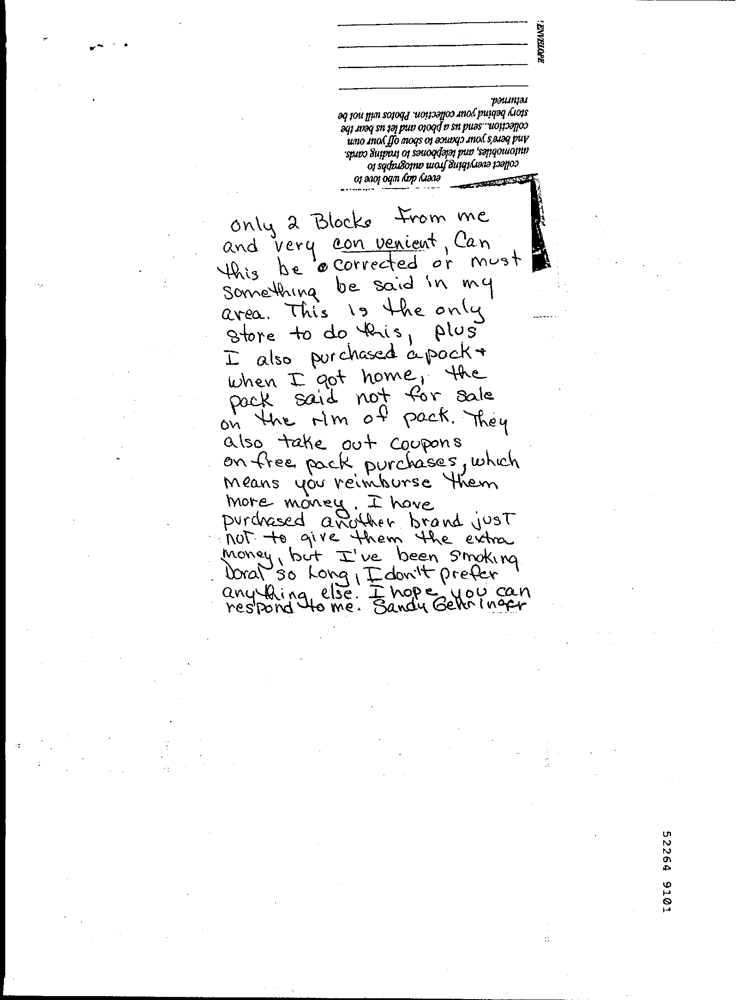 ENVELOPE
every day who love to
collect everything from autographs to
automobiles, and telephones to trading cards.
And here's your chance to show off your own
collection...send us a photo and let us hear the
story behind your collection. Photos will not be
returned.
only 2 Blocks from me
and very convenient, Can
this be corrected or must
something be said in my
area. This is the only
store to do this, plus
I also purchased a pack +
when I got home, the
pack said not for sale
on the rim of pack. They
also take out coupons
on free pack purchases, which
means you reimburse them
more money. I have
purchased another brand just
not to give them the extra
money, but I've been smoking
Doral so long, I don't prefer
anything else. I hope you can
respond to me. Sandy Gehringer
52264 9101